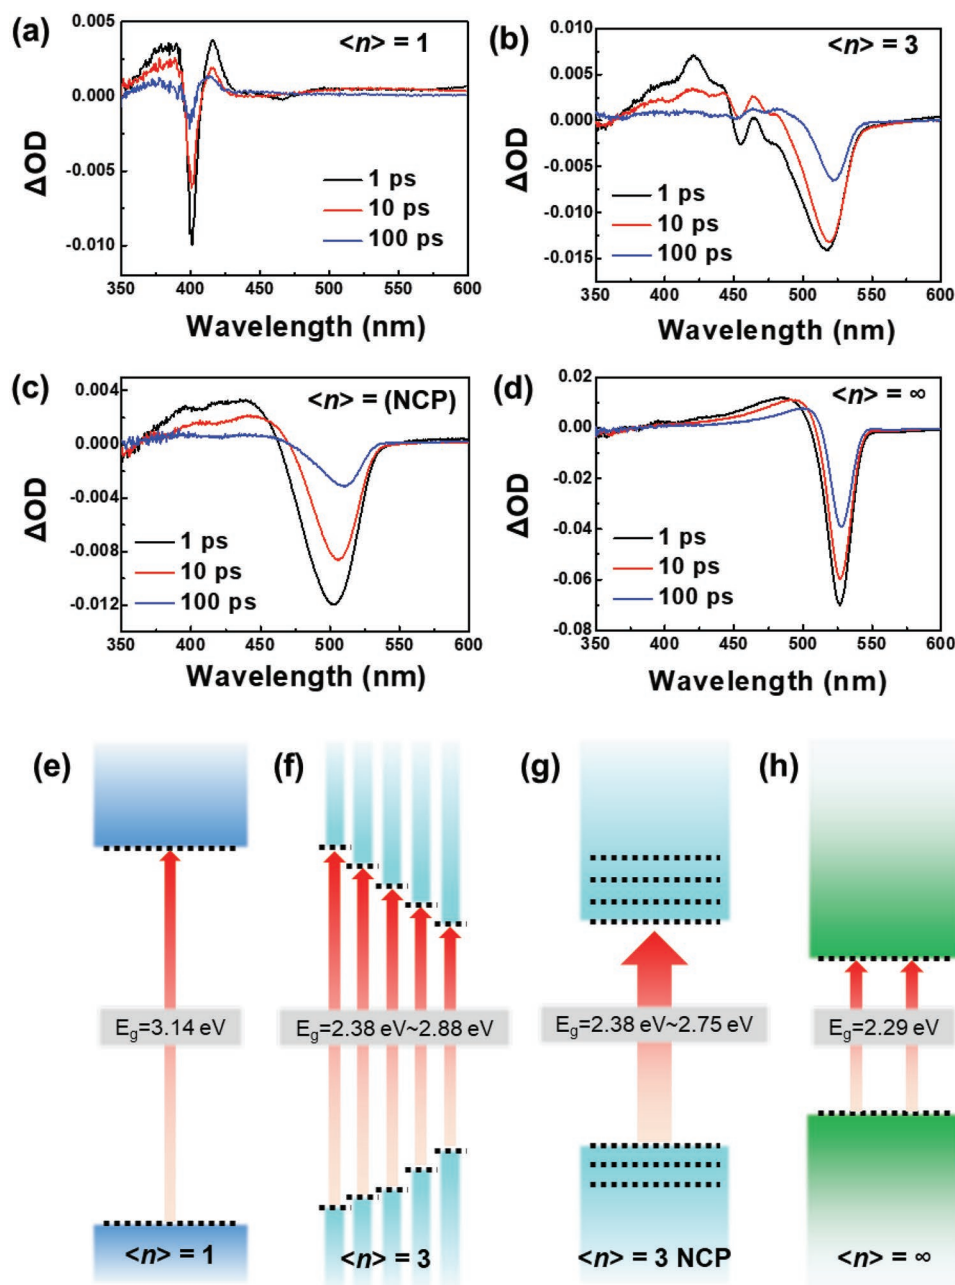 (a)
<n> = 1
0.005
0.000
-0.005
-0.010
ΔOD
1 ps
10 ps
100 ps
350 400 450 500 550 600
Wavelength (nm)
(b)
<n> = 3
0.010
0.005
0.000
-0.005
-0.010
-0.015
ΔOD
1 ps
10 ps
100 ps
350 400 450 500 550 600
Wavelength (nm)
(c)
<n> = (NCP)
0.004
0.000
-0.004
-0.008
-0.012
ΔOD
1 ps
10 ps
100 ps
350 400 450 500 550 600
Wavelength (nm)
(d)
<n> = ∞
0.02
0.00
-0.02
-0.04
-0.06
-0.08
ΔOD
1 ps
10 ps
100 ps
350 400 450 500 550 600
Wavelength (nm)
(e)
Eg=3.14 eV
<n> = 1
(f)
Eg=2.38 eV~2.88 eV
<n> = 3
(g)
Eg=2.38 eV~2.75 eV
<n> = 3 NCP
(h)
Eg=2.29 eV
<n> = ∞